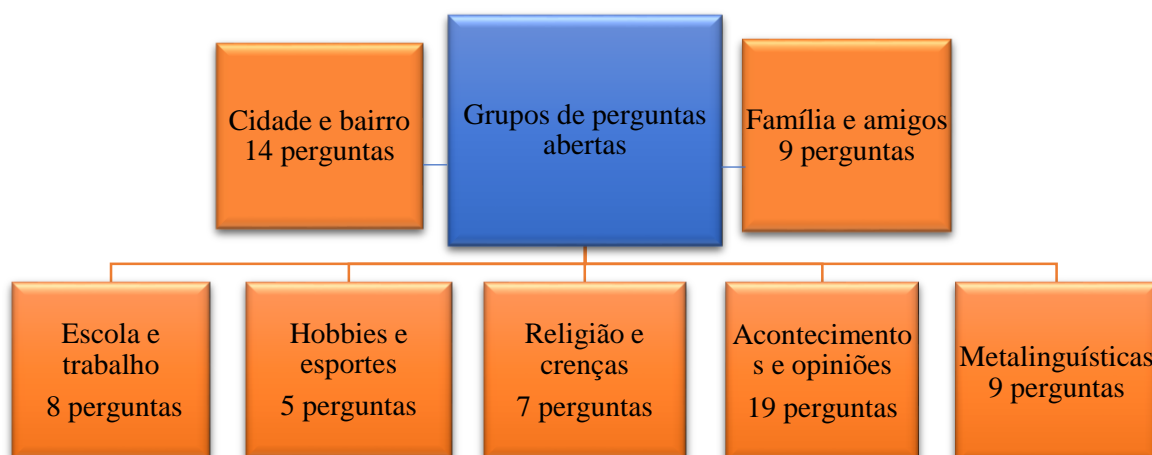 Cidade e bairro
14 perguntas
Grupos de perguntas
abertas
Família e amigos
9 perguntas
Escola e
trabalho
8 perguntas
Hobbies e
esportes
5 perguntas
Religião e
crenças
7 perguntas
Acontecimento
s e opiniões
19 perguntas
Metalinguísticas
9 perguntas